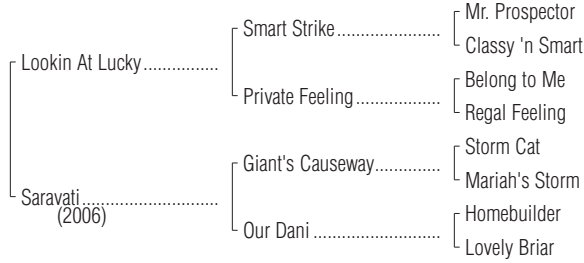 Mr. Prospector
Smart Strike.......................
Classy 'n Smart
Lookin At Lucky................
Belong to Me
Private Feeling...................
Regal Feeling
Storm Cat
Giant's Causeway..............
Mariah's Storm
Saravati.............................
(2006)
Homebuilder
Our Dani ...........................
Lovely Briar